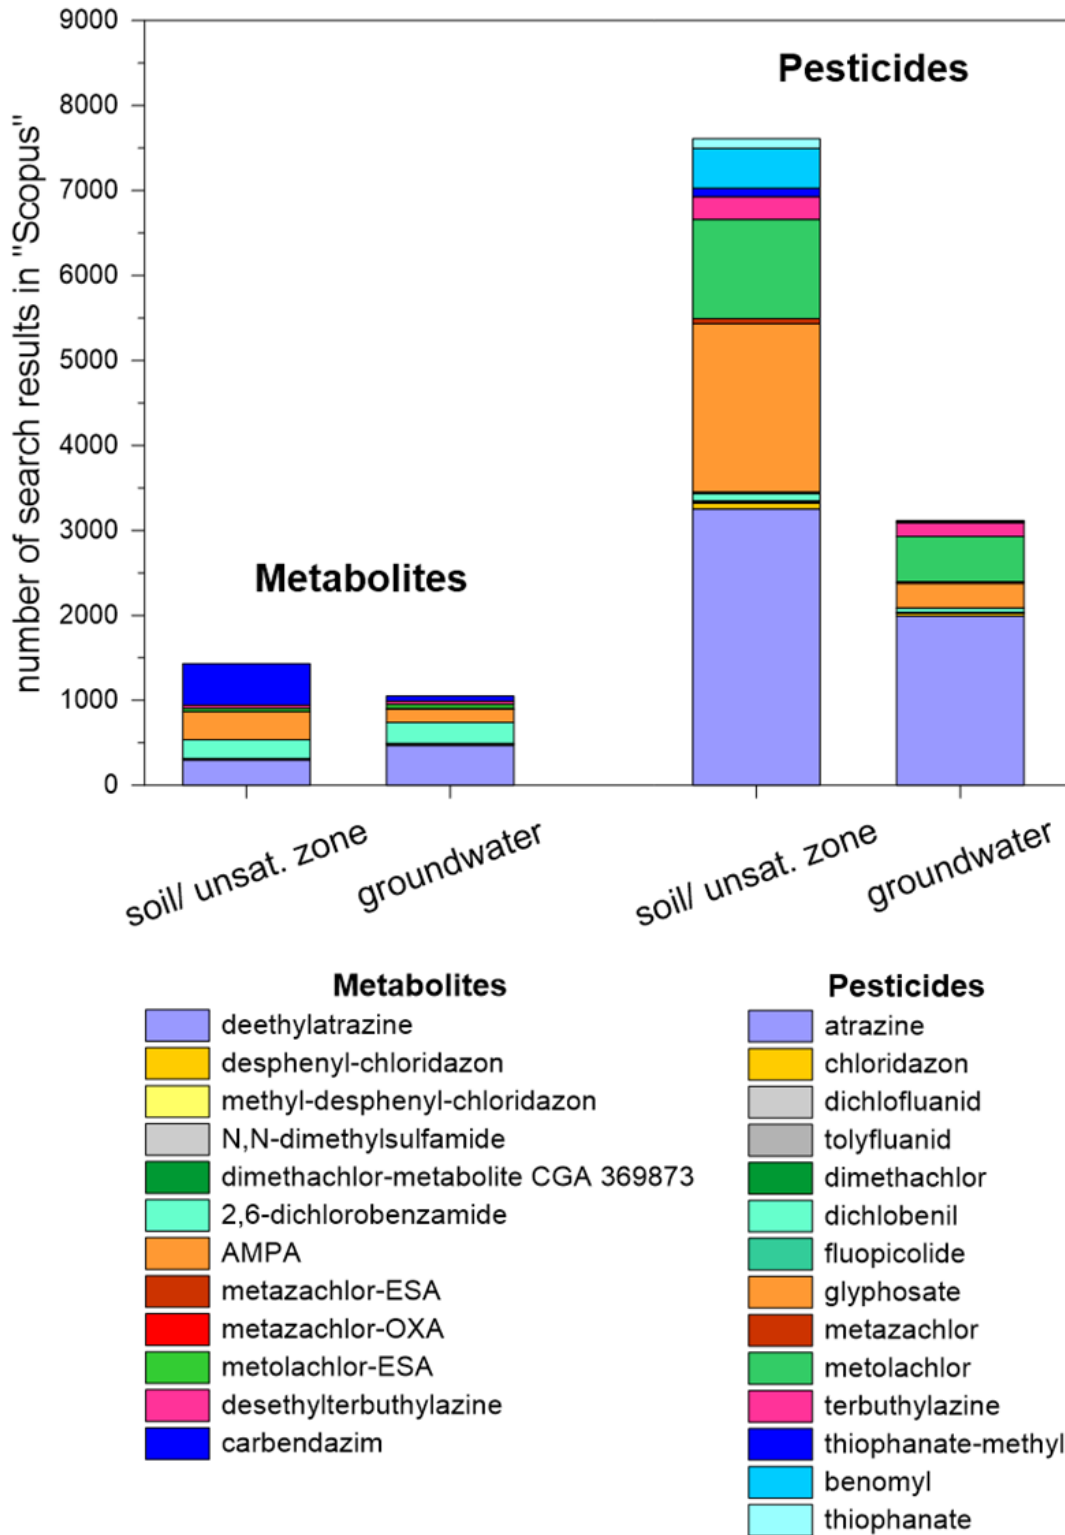 number of search results in "Scopus"
9000
8000
7000
6000
5000
4000
3000
2000
1000
0
Metabolites
Pesticides
soil/ unsat. zone
groundwater
soil/ unsat. zone
groundwater
Metabolites
deethylatrazine
desphenyl-chloridazon
methyl-desphenyl-chloridazon
N,N-dimethylsulfamide
dimethachlor-metabolite CGA 369873
2,6-dichlorobenzamide
AMPA
metazachlor-ESA
metazachlor-OXA
metolachlor-ESA
desethylterbuthylazine
carbendazim
Pesticides
atrazine
chloridazon
dichlofluanid
tolyfluanid
dimethachlor
dichlobenil
fluopicolide
glyphosate
metazachlor
metolachlor
terbuthylazine
thiophanate-methyl
benomyl
thiophanate